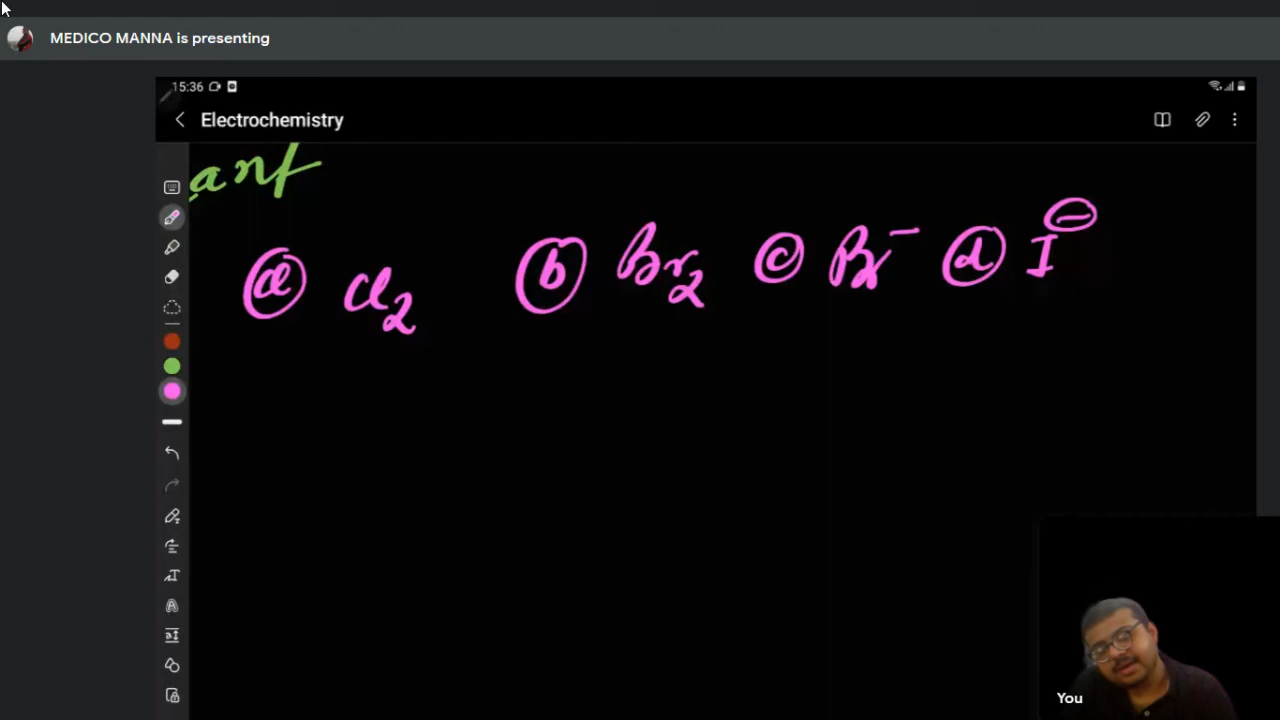 MEDICO MANNA is presenting
15:36
Electrochemistry
ant
a Cl2 b Br2 c Br⁻ d I⁻
You